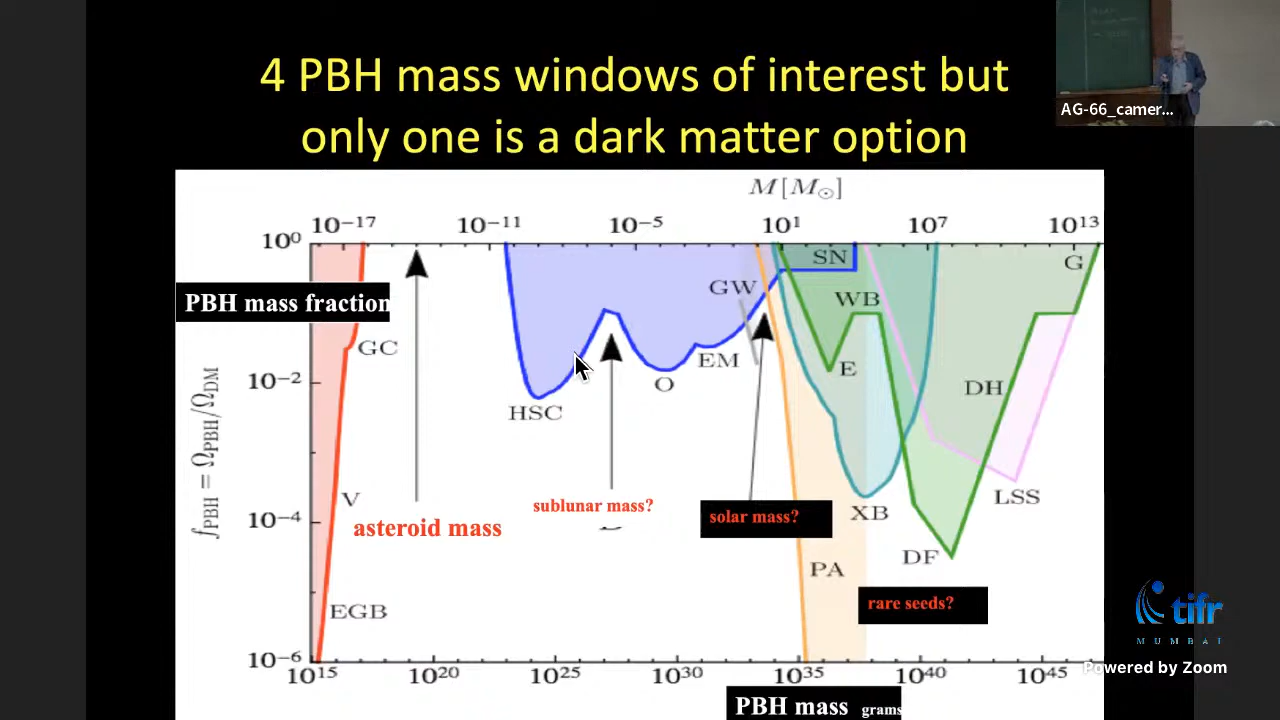 4 PBH mass windows of interest but
only one is a dark matter option
AG-66_camer...
M[M⊙]
10⁻¹⁷ 10⁻¹¹ 10⁻⁵ 10¹ 10⁷ 10¹³
10⁰
PBH mass fraction
GC
SN
G
GW
WB
EM
E
O
HSC
DH
10⁻²
f_PBH = Ω_PBH/Ω_DM
V
asteroid mass
sublunar mass?
solar mass?
XB
LSS
10⁻⁴
DF
PA
rare seeds?
EGB
10⁻⁶
10¹⁵ 10²⁰ 10²⁵ 10³⁰ 10³⁵ 10⁴⁰ 10⁴⁵
PBH mass grams
tifr
MUMBAI
Powered by Zoom